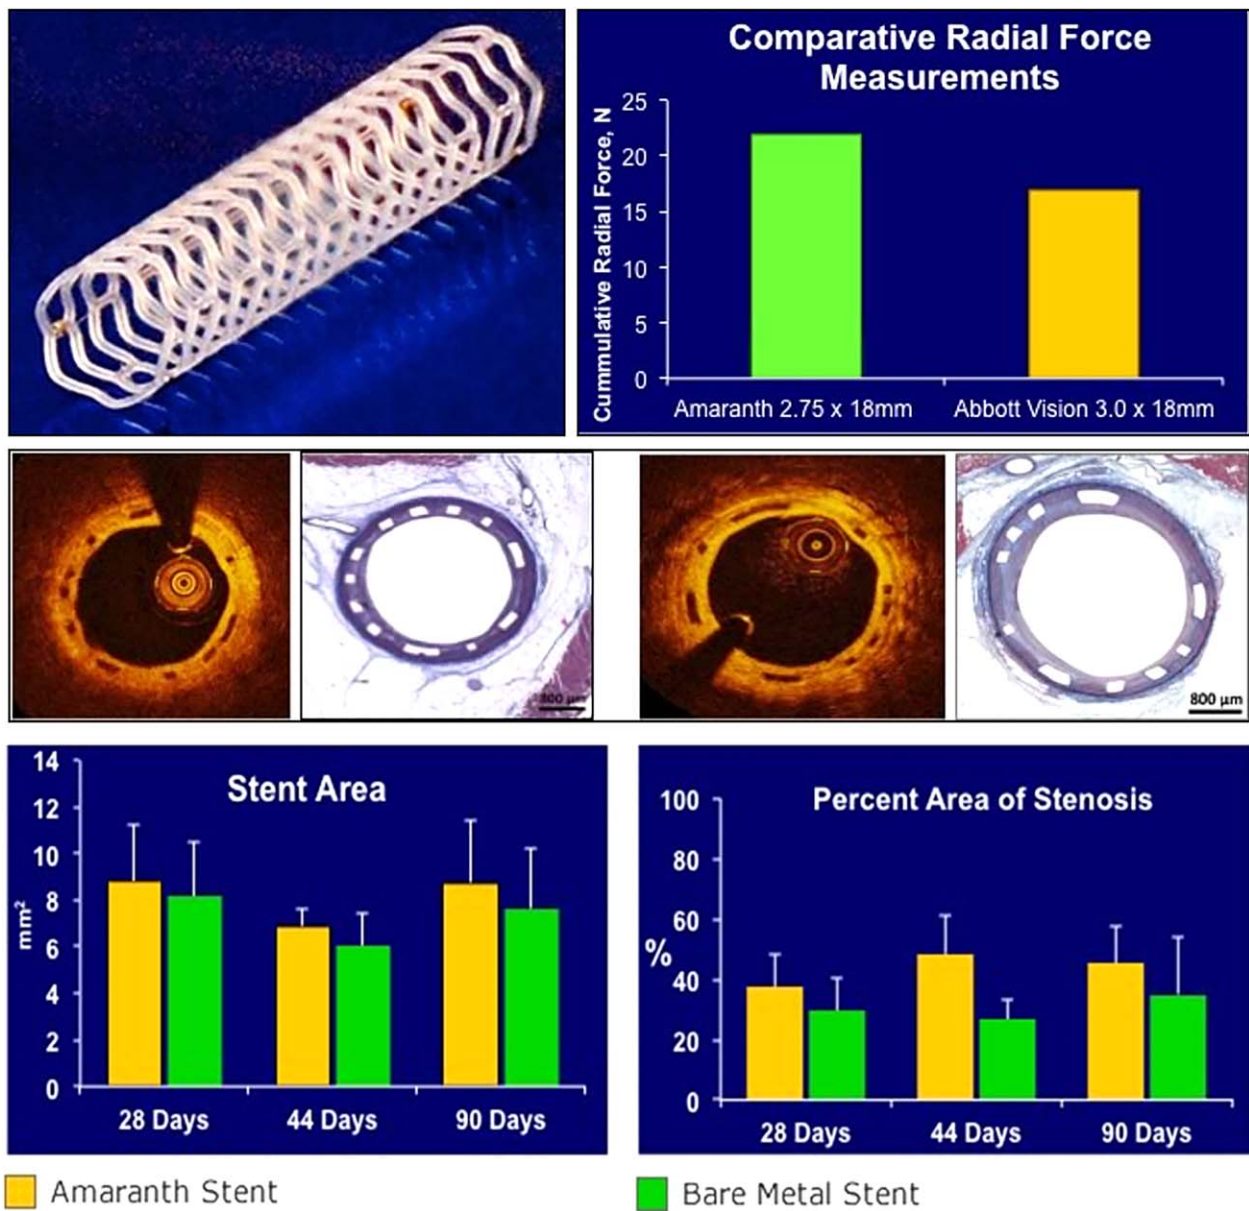 Comparative Radial Force
Measurements
Cummulative Radial Force, N
25
20
15
10
5
0
Amaranth 2.75 x 18mm
Abbott Vision 3.0 x 18mm
800 µm
800 µm
Stent Area
mm²
14
12
10
8
6
4
2
0
28 Days
44 Days
90 Days
Percent Area of Stenosis
%
100
80
60
40
20
0
28 Days
44 Days
90 Days
Amaranth Stent
Bare Metal Stent